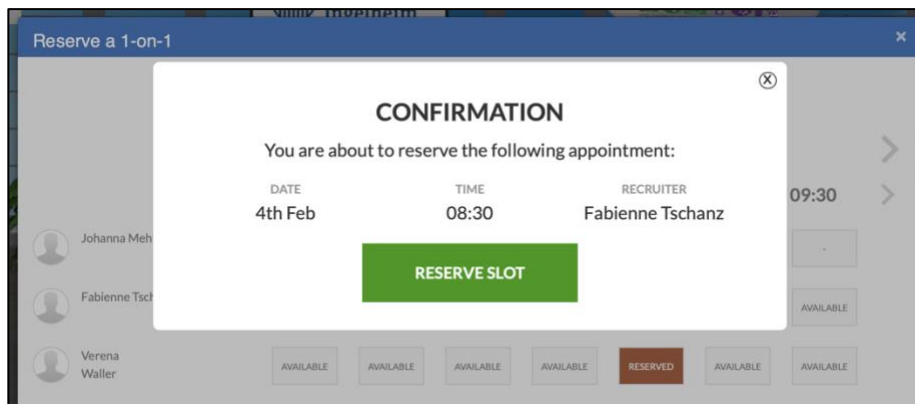 Reserve a 1-on-1 ×
X
CONFIRMATION
You are about to reserve the following appointment:
DATE TIME RECRUITER
4th Feb 08:30 Fabienne Tschanz
09:30
RESERVE SLOT
Johanna Meh
-
Fabienne Tsch
AVAILABLE
Verena
Waller
AVAILABLE AVAILABLE AVAILABLE AVAILABLE RESERVED AVAILABLE AVAILABLE